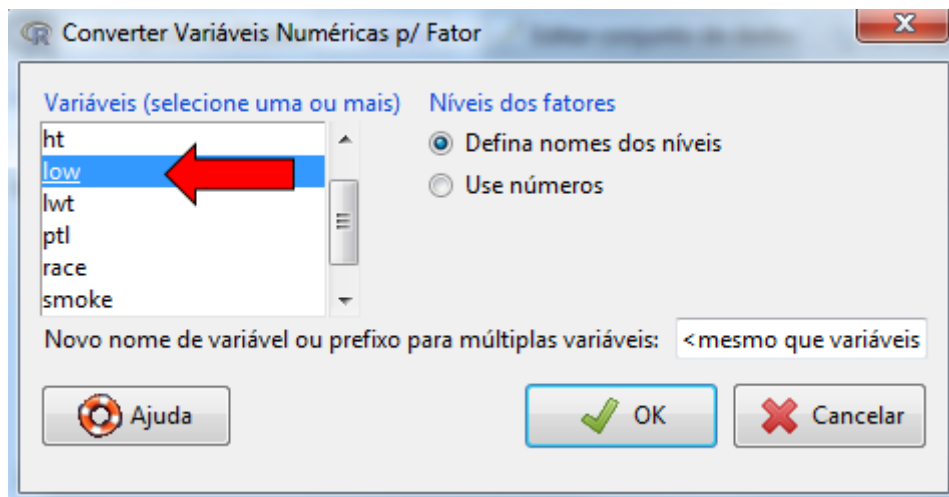 Converter Variáveis Numéricas p/ Fator
Variáveis (selecione uma ou mais)
ht
low
lwt
ptl
race
smoke
Níveis dos fatores
Defina nomes dos níveis
Use números
Novo nome de variável ou prefixo para múltiplas variáveis: <mesmo que variáveis
Ajuda
OK
Cancelar